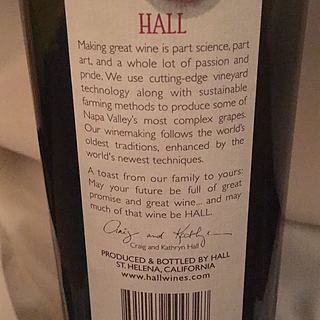 HALL
Making great wine is part science, part
art, and a whole lot of passion and
pride. We use cutting-edge vineyard
technology along with sustainable
farming methods to produce some of
Napa Valley's most complex grapes.
Our winemaking follows the world's
oldest traditions, enhanced by the
world's newest techniques.
A toast from our family to yours:
May your future be full of great
promise and great wine... and may
much of that wine be HALL.
Craig and Kathryn
Craig and Kathryn Hall
PRODUCED & BOTTLED BY HALL
ST. HELENA, CALIFORNIA
www.hallwines.com